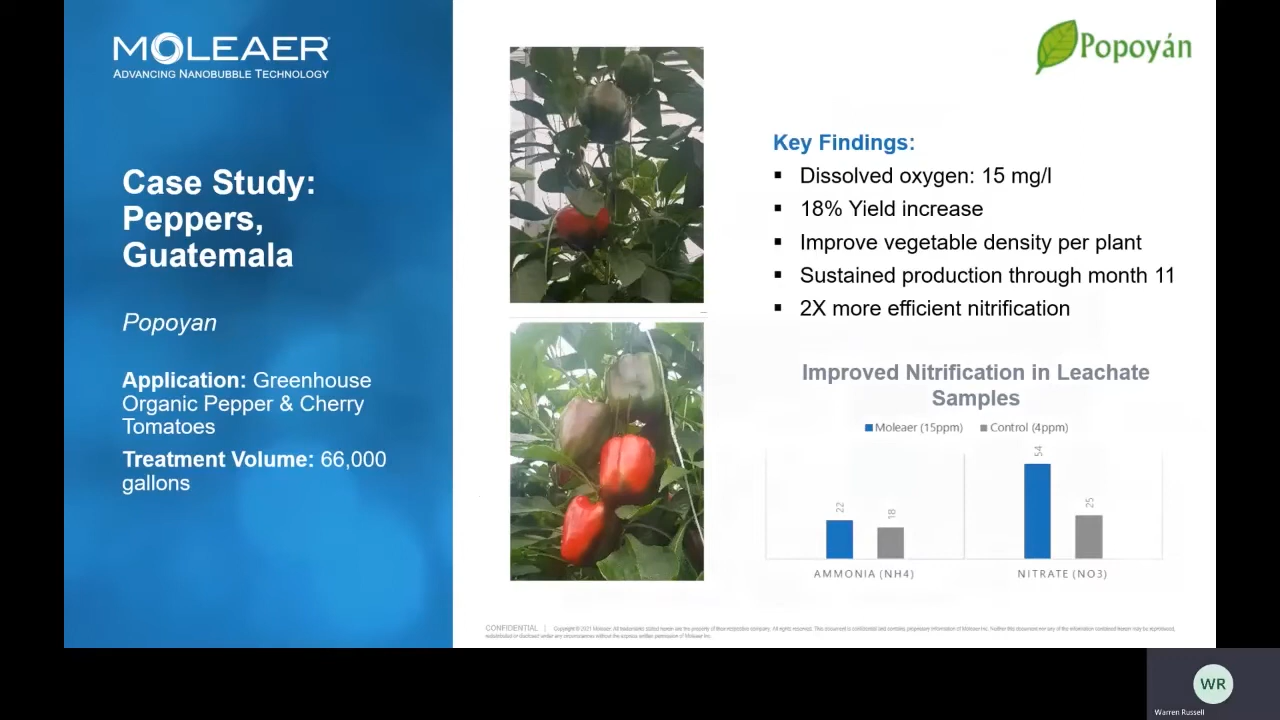 MOLEAER
ADVANCING NANOBUBBLE TECHNOLOGY
Case Study:
Peppers,
Guatemala
Popoyan
Application: Greenhouse
Organic Pepper & Cherry
Tomatoes
Treatment Volume: 66,000
gallons
Popoyán
Key Findings:
▪ Dissolved oxygen: 15 mg/l
▪ 18% Yield increase
▪ Improve vegetable density per plant
▪ Sustained production through month 11
▪ 2X more efficient nitrification
Improved Nitrification in Leachate
Samples
Moleaer (15ppm) Control (4ppm)
22 18 54 25
AMMONIA (NH4) NITRATE (NO3)
CONFIDENTIAL
WR
Warren Russell